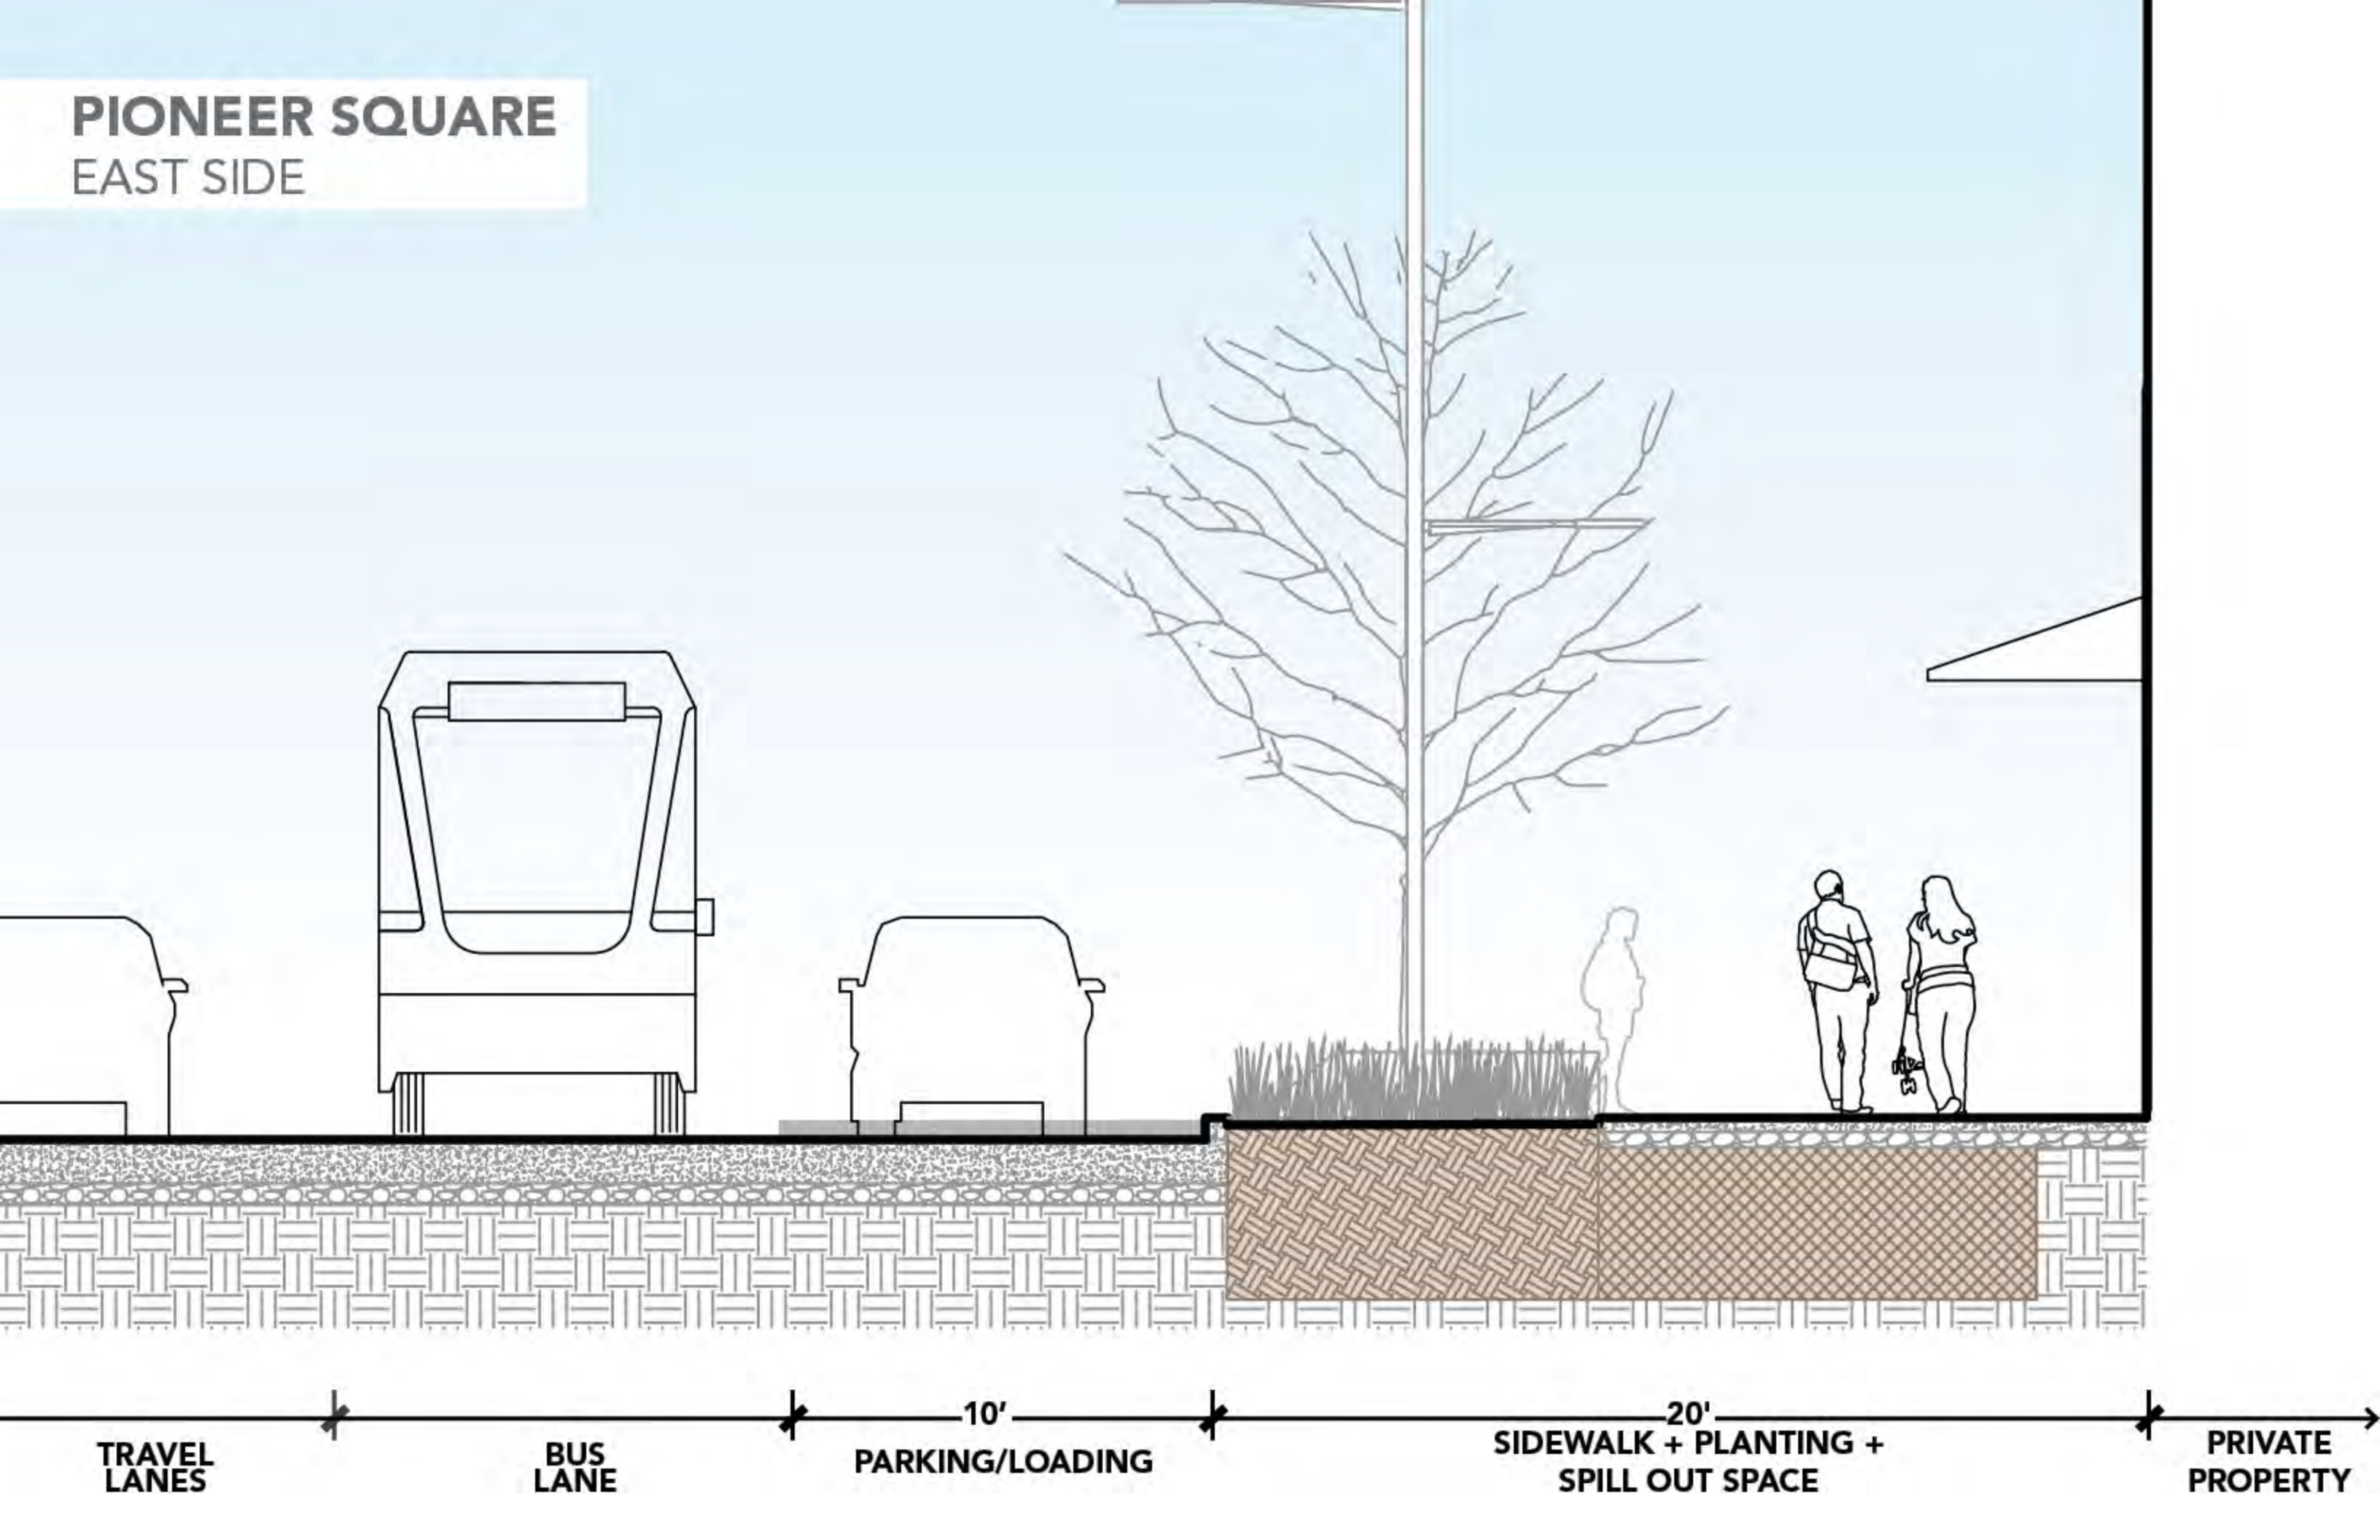 PIONEER SQUARE
EAST SIDE
10'
20'
TRAVEL
LANES
BUS
LANE
PARKING/LOADING
SIDEWALK + PLANTING +
SPILL OUT SPACE
PRIVATE
PROPERTY